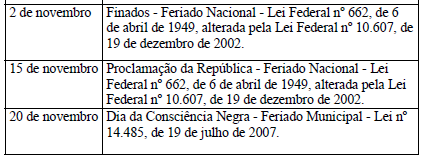 2 de novembro
Finados - Feriado Nacional - Lei Federal nº 662, de 6
de abril de 1949, alterada pela Lei Federal nº 10.607, de
19 de dezembro de 2002.
15 de novembro
Proclamação da República - Feriado Nacional - Lei
Federal nº 662, de 6 de abril de 1949, alterada pela Lei
Federal nº 10.607, de 19 de dezembro de 2002.
20 de novembro
Dia da Consciência Negra - Feriado Municipal - Lei nº
14.485, de 19 de julho de 2007.